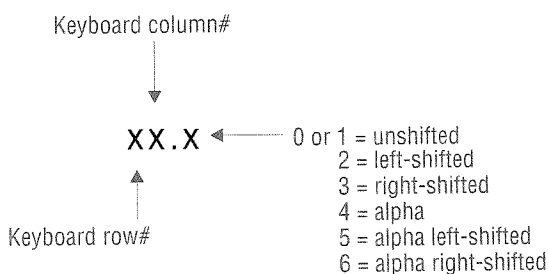 Keyboard column#
XX.X
0 or 1 = unshifted
2 = left-shifted
3 = right-shifted
4 = alpha
5 = alpha left-shifted
6 = alpha right-shifted
Keyboard row#